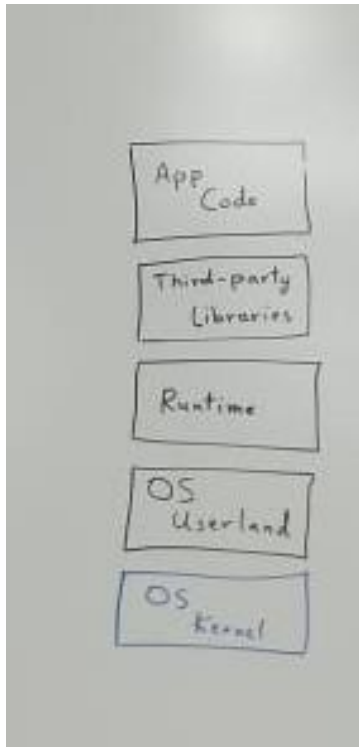 App
Code
Third-party
Libraries
Runtime
OS
Userland
OS
Kernel